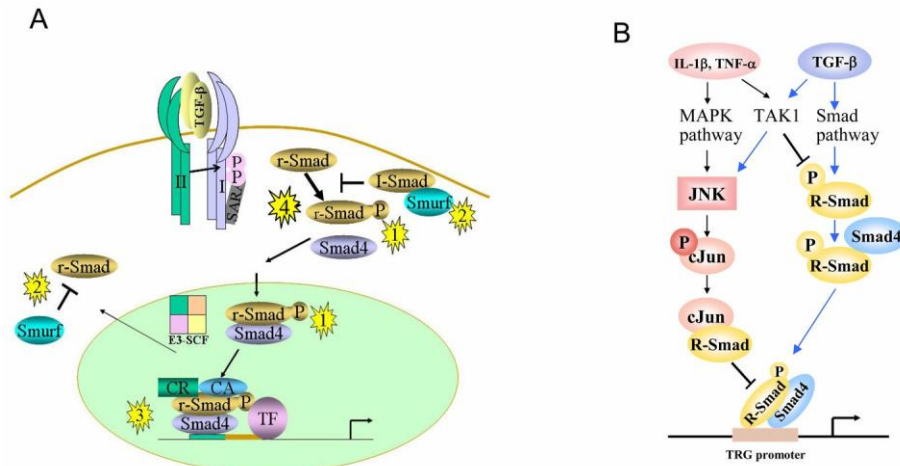 A
TGF-β
II
I
P
P
SARA
r-Smad
I-Smad
Smurf
2
4
r-Smad
P
1
Smad4
2
r-Smad
Smurf
E3-SCF
r-Smad
P
1
Smad4
CR
CA
r-Smad
P
3
Smad4
TF
B
IL-1β, TNF-α
TGF-β
MAPK
pathway
TAK1
Smad
pathway
JNK
P
R-Smad
P
cJun
P
R-Smad
Smad4
cJun
R-Smad
P
R-Smad
Smad4
TRG promoter